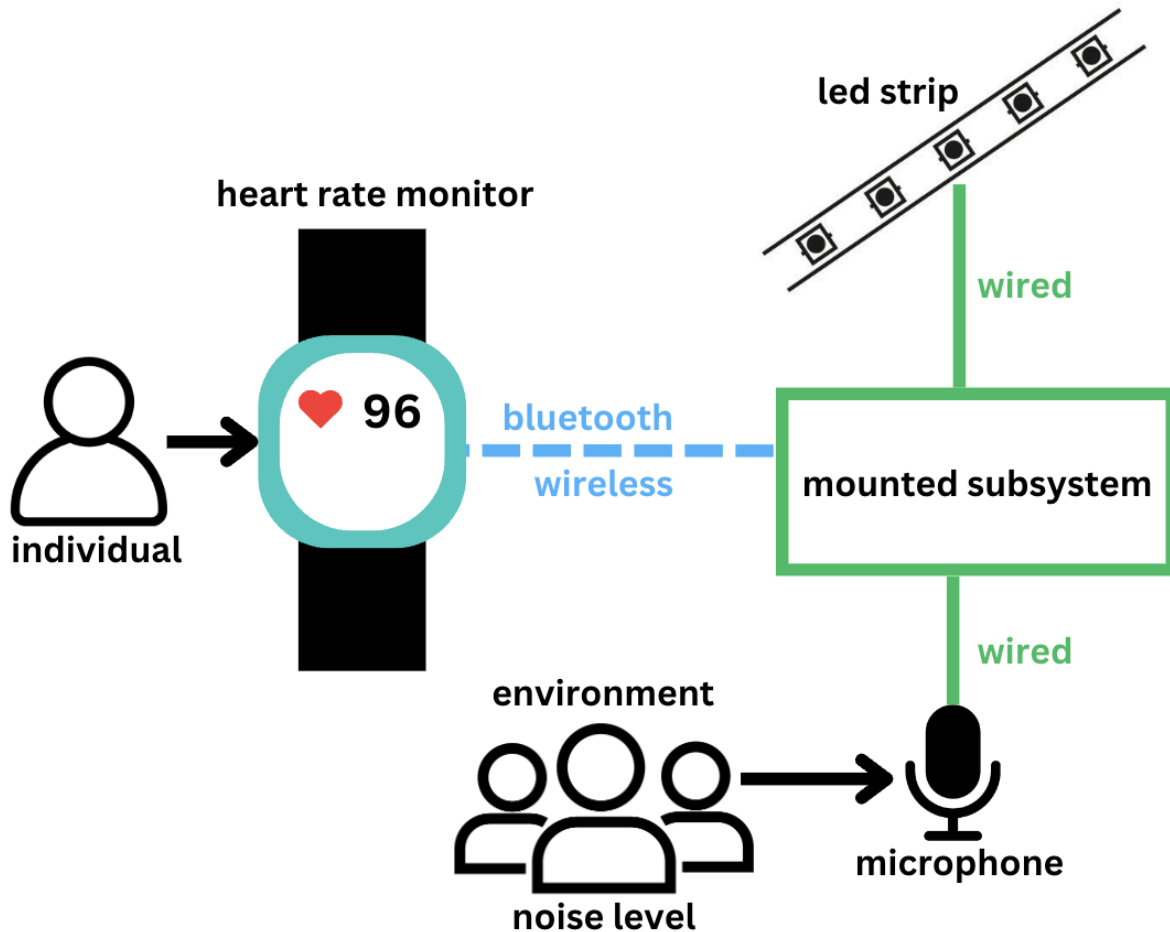 led strip
heart rate monitor
wired
96
bluetooth
wireless
mounted subsystem
individual
wired
environment
microphone
noise level